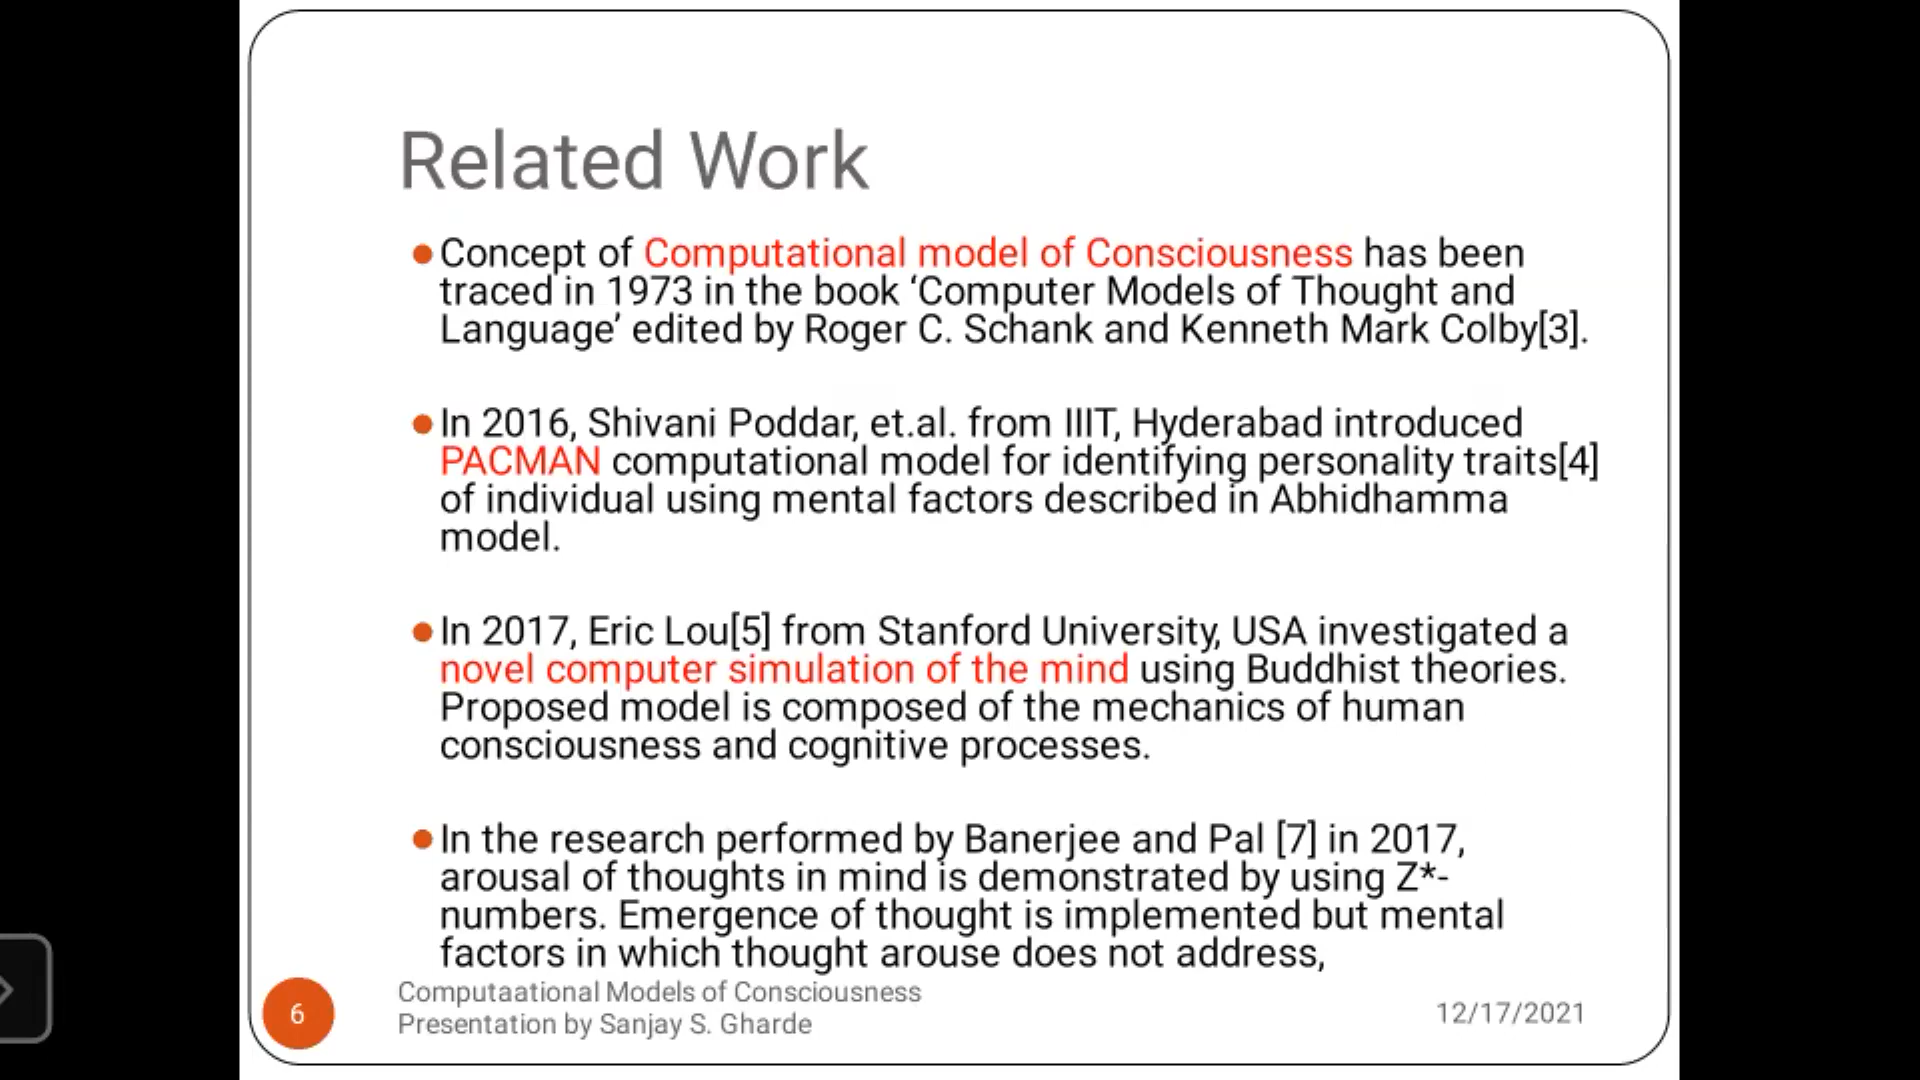 Related Work
Concept of Computational model of Consciousness has been
traced in 1973 in the book ‘Computer Models of Thought and
Language’ edited by Roger C. Schank and Kenneth Mark Colby[3].
In 2016, Shivani Poddar, et.al. from IIIT, Hyderabad introduced
PACMAN computational model for identifying personality traits[4]
of individual using mental factors described in Abhidhamma
model.
In 2017, Eric Lou[5] from Stanford University, USA investigated a
novel computer simulation of the mind using Buddhist theories.
Proposed model is composed of the mechanics of human
consciousness and cognitive processes.
In the research performed by Banerjee and Pal [7] in 2017,
arousal of thoughts in mind is demonstrated by using Z*-
numbers. Emergence of thought is implemented but mental
factors in which thought arouse does not address,
6
Computaational Models of Consciousness
Presentation by Sanjay S. Gharde
12/17/2021